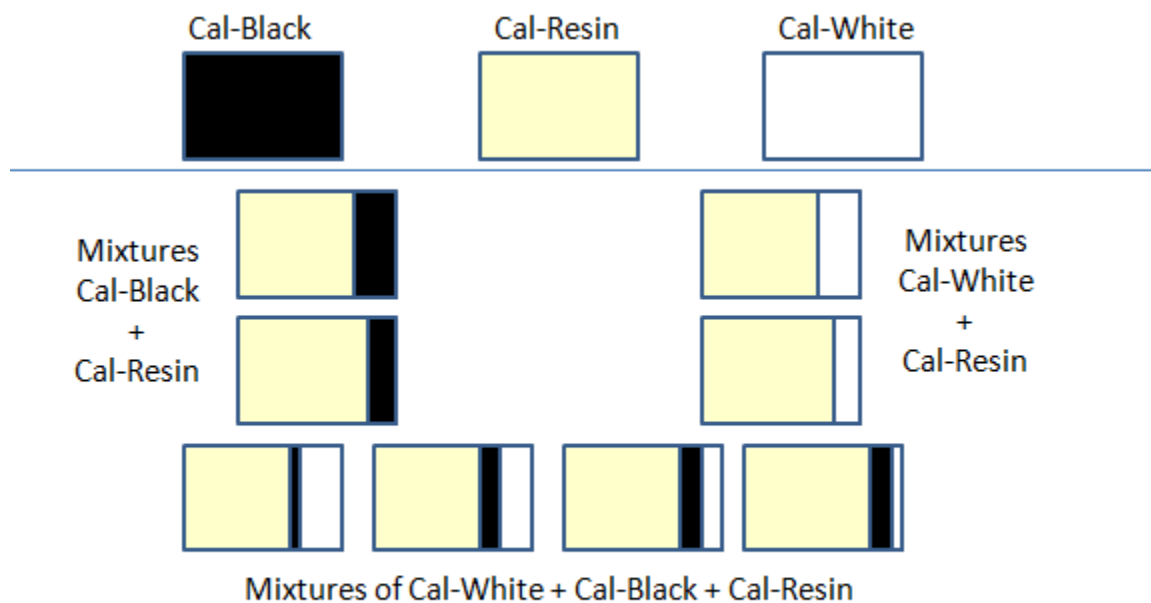 Cal-Black
Cal-Resin
Cal-White
Mixtures
Cal-Black
+
Cal-Resin
Mixtures
Cal-White
+
Cal-Resin
Mixtures of Cal-White + Cal-Black + Cal-Resin